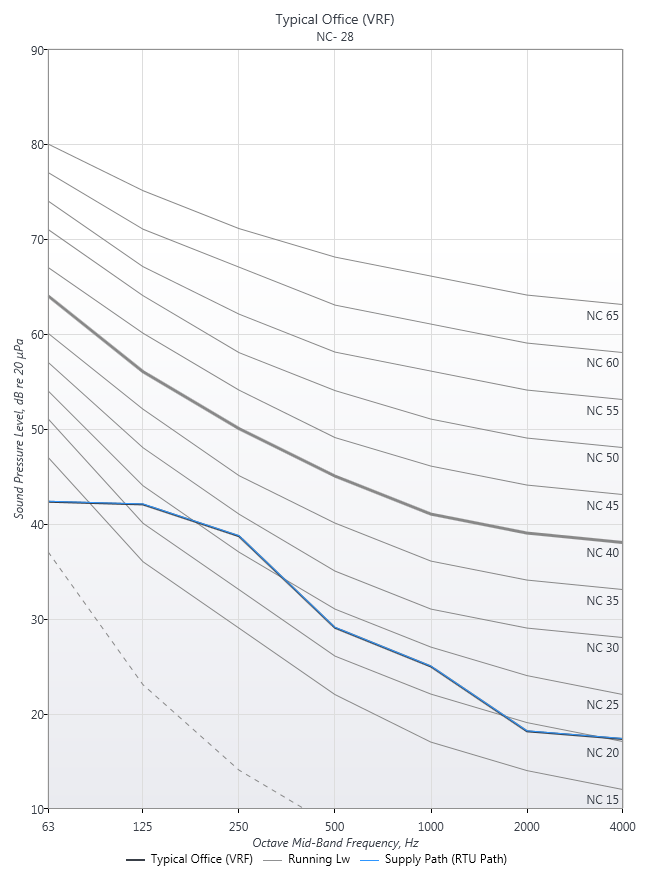 Typical Office (VRF)
NC- 28
90
80
70
60
50
40
30
20
10
Sound Pressure Level, dB re 20 µPa
NC 65
NC 60
NC 55
NC 50
NC 45
NC 40
NC 35
NC 30
NC 25
NC 20
NC 15
63 125 250 500 1000 2000 4000
Octave Mid-Band Frequency, Hz
Typical Office (VRF) Running Lw Supply Path (RTU Path)